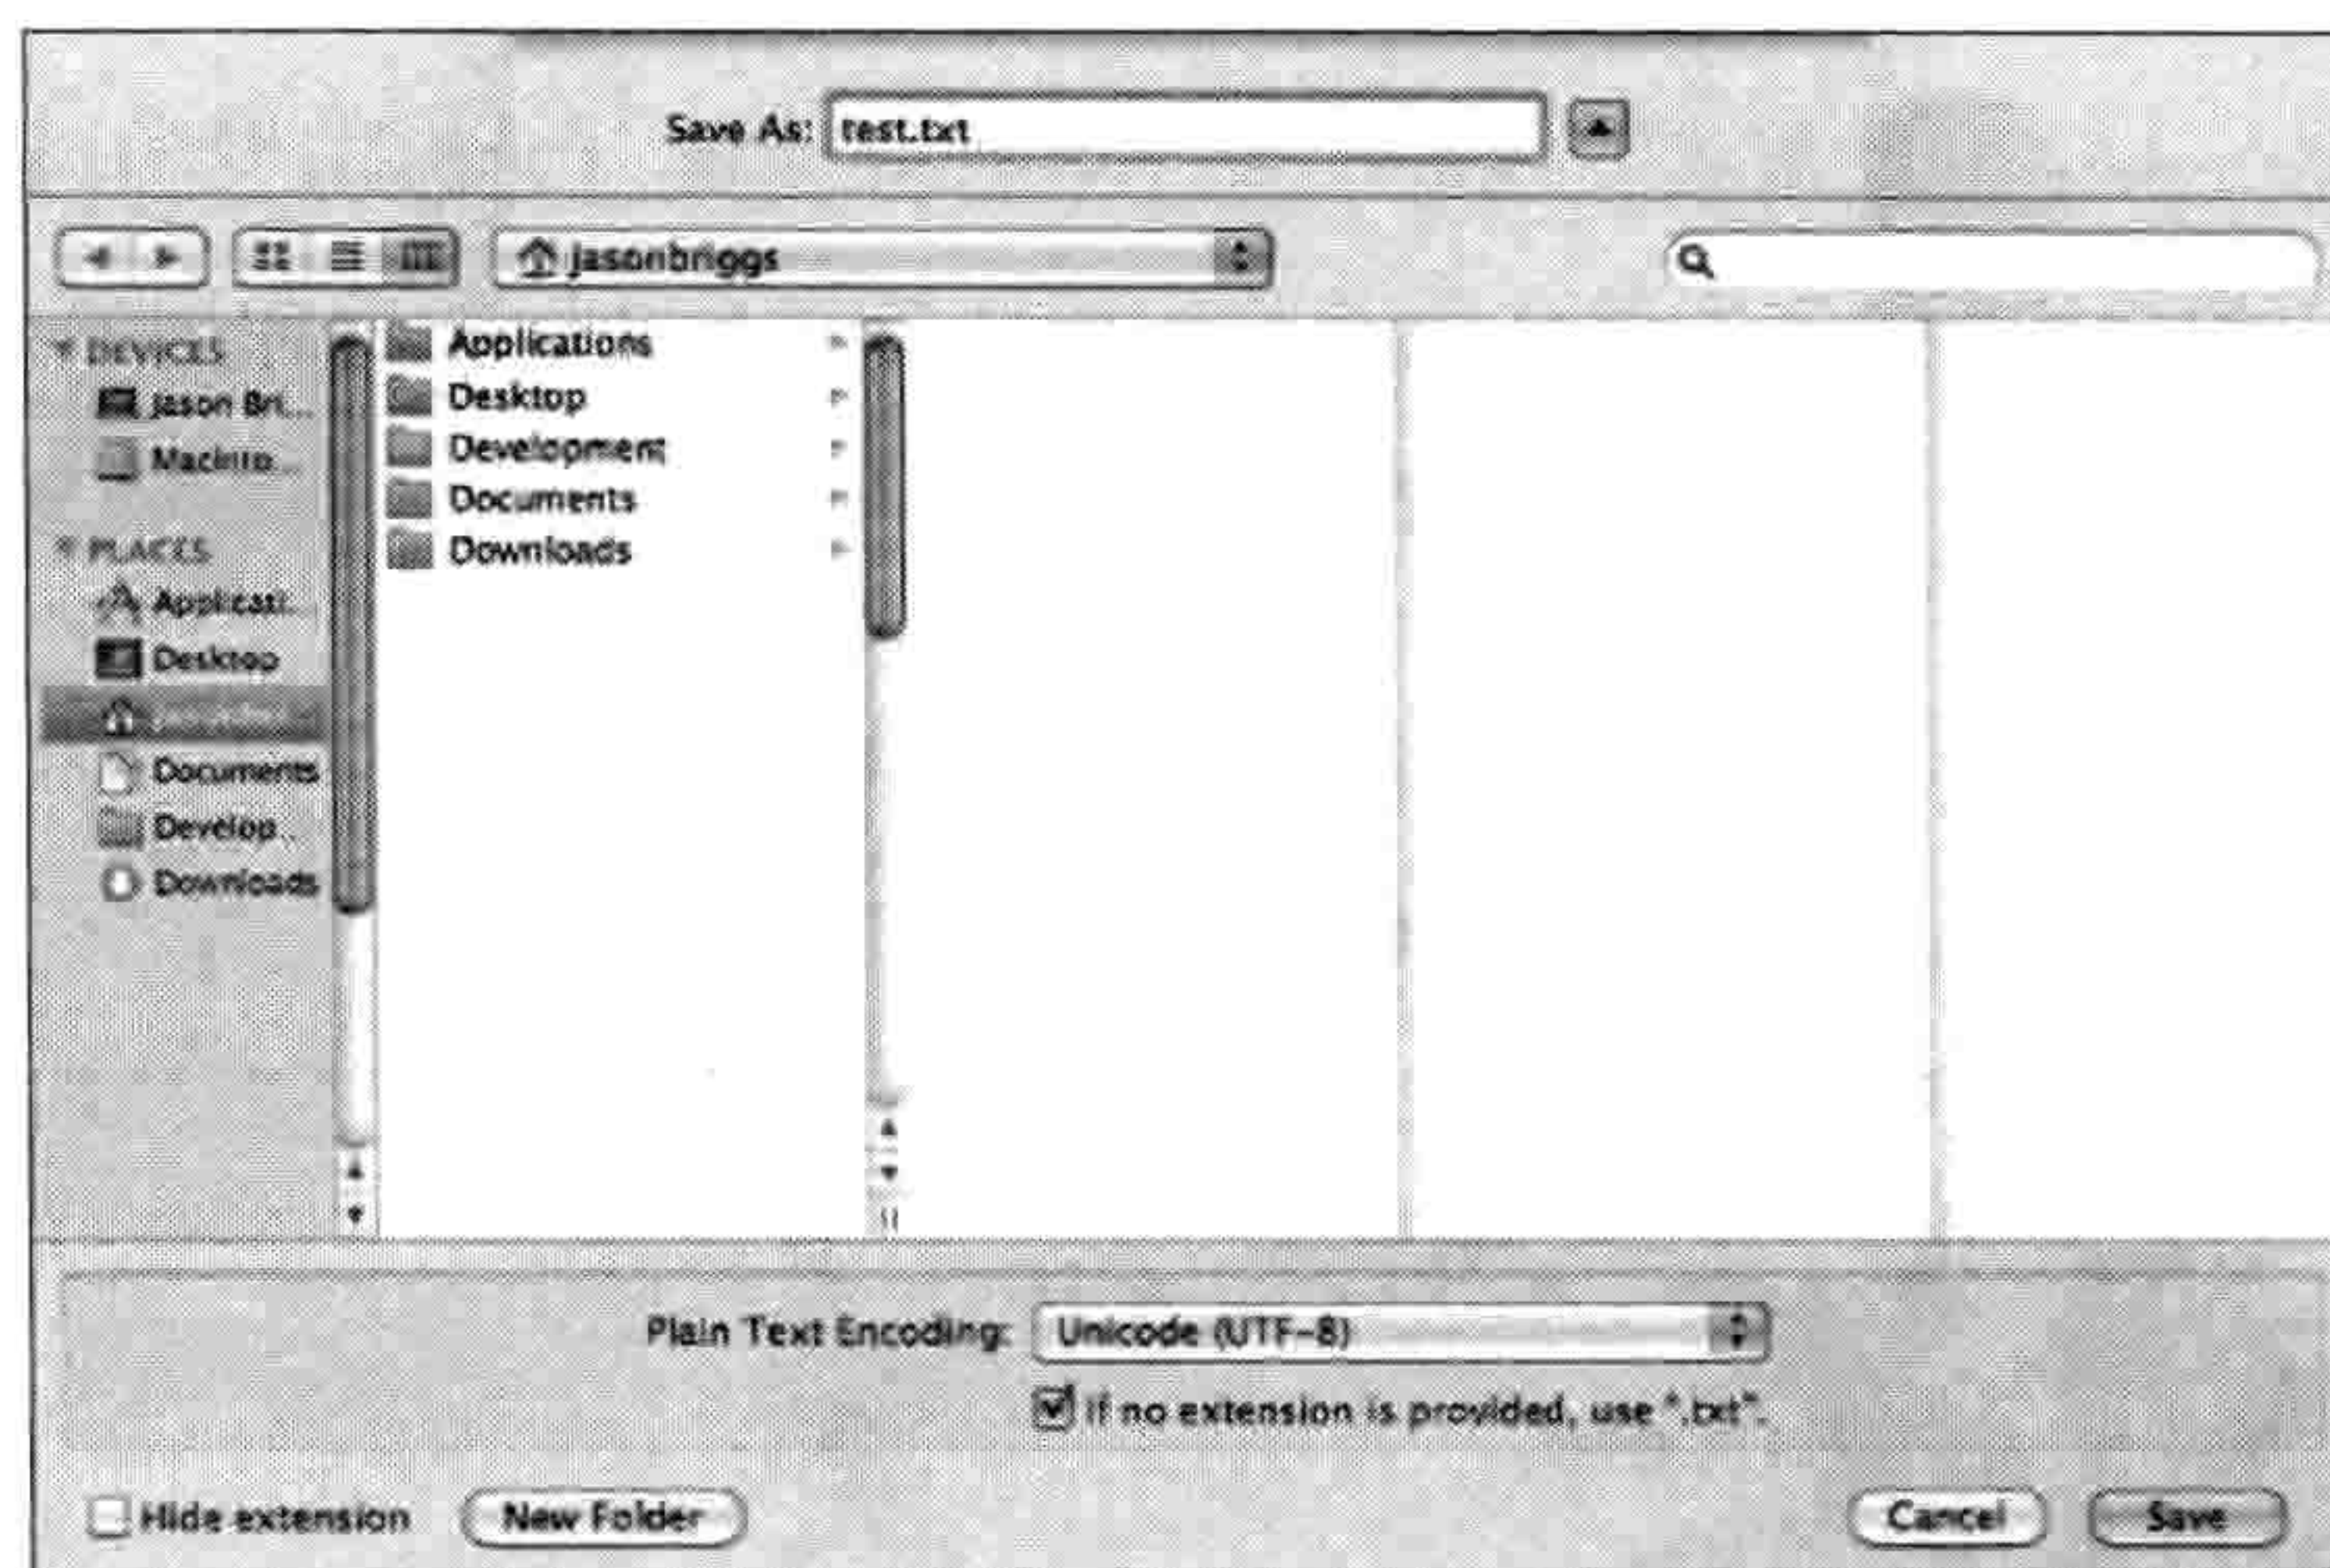 Save As: test.txt
jasonbriggs
DEVICES
Jason Bri...
Macinto...
PLACES
Applicati...
Desktop
Documents
Develop...
Downloads
Applications
Desktop
Development
Documents
Downloads
Plain Text Encoding: Unicode (UTF-8)
If no extension is provided, use ".txt".
Hide extension New Folder Cancel Save